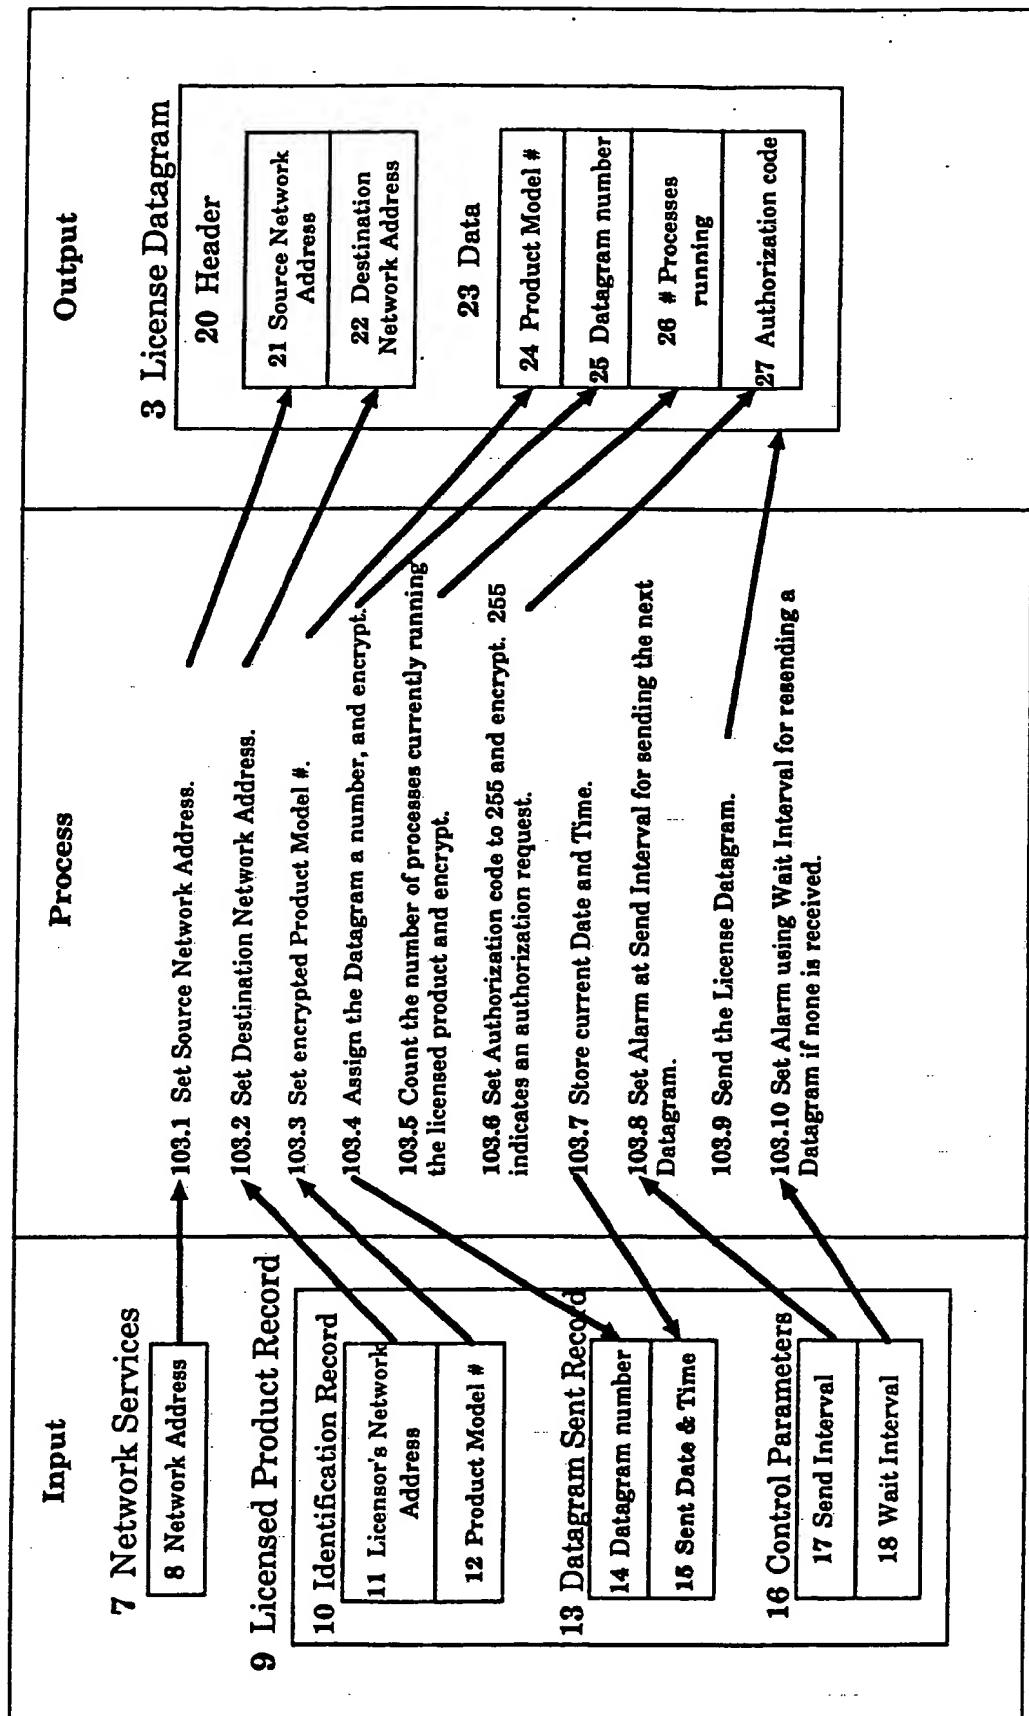 Input
7 Network Services
8 Network Address
9 Licensed Product Record
10 Identification Record
11 Licensor's Network
Address
12 Product Model #
13 Datagram Sent Record
14 Datagram number
15 Sent Date & Time
16 Control Parameters
17 Send Interval
18 Wait Interval
Process
103.1 Set Source Network Address.
103.2 Set Destination Network Address.
103.3 Set encrypted Product Model #.
103.4 Assign the Datagram a number, and encrypt.
103.5 Count the number of processes currently running
the licensed product and encrypt.
103.6 Set Authorization code to 255 and encrypt. 255
indicates an authorization request.
103.7 Store current Date and Time.
103.8 Set Alarm at Send Interval for sending the next
Datagram.
103.9 Send the License Datagram.
103.10 Set Alarm using Wait Interval for resending a
Datagram if none is received.
Output
3 License Datagram
20 Header
21 Source Network
Address
22 Destination
Network Address
23 Data
24 Product Model #
25 Datagram number
26 # Processes
running
27 Authorization code